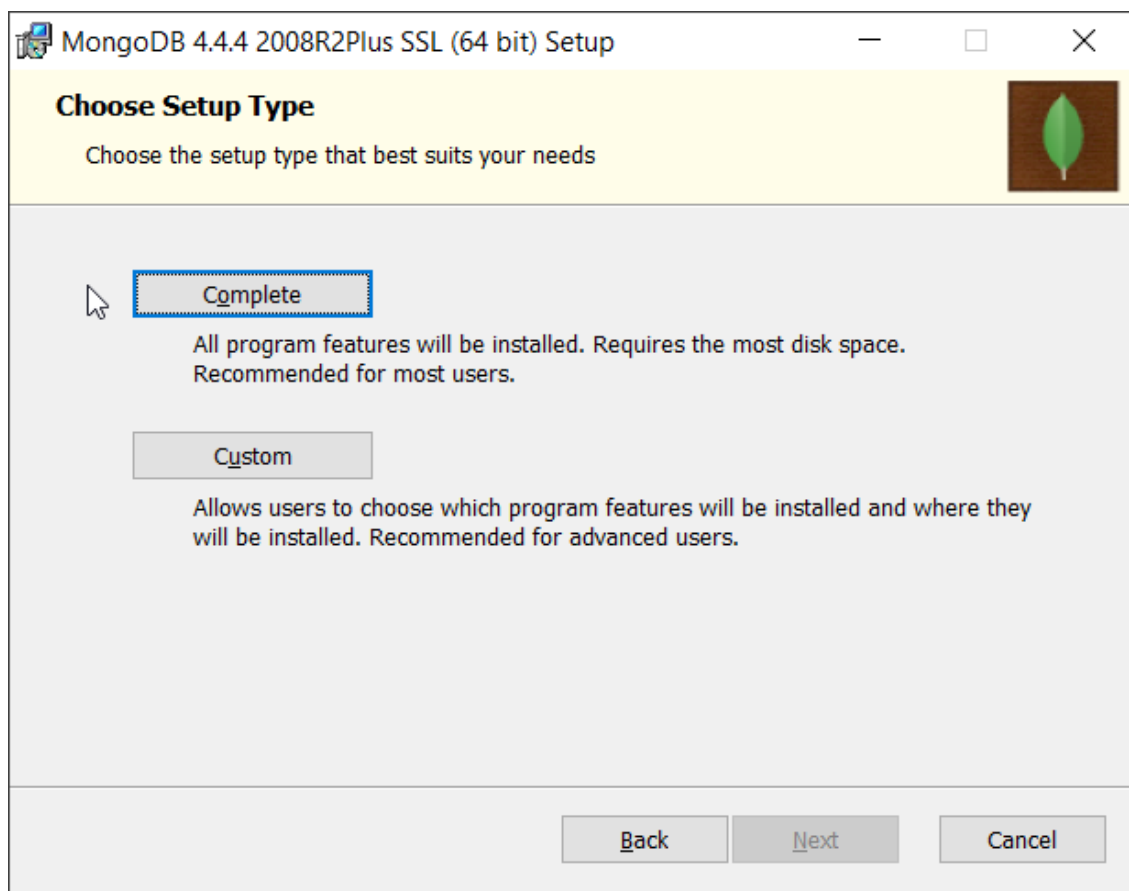 MongoDB 4.4.4 2008R2Plus SSL (64 bit) Setup
Choose Setup Type
Choose the setup type that best suits your needs
Complete
All program features will be installed. Requires the most disk space.
Recommended for most users.
Custom
Allows users to choose which program features will be installed and where they
will be installed. Recommended for advanced users.
Back Next Cancel